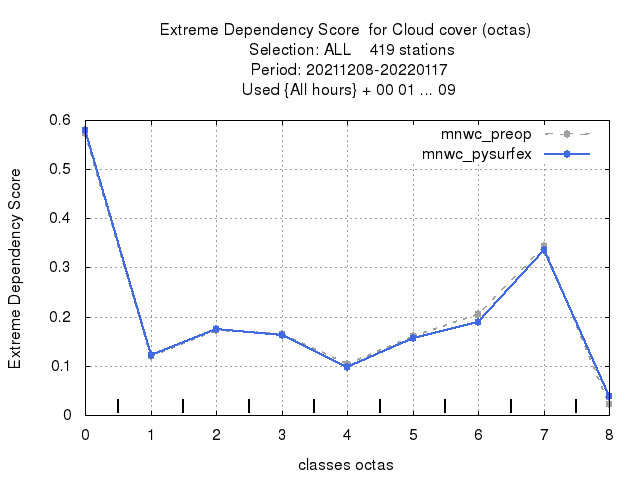 Extreme Dependency Score  for Cloud cover (octas)
Selection: ALL    419 stations
Period: 20211208-20220117
Used {All hours} + 00 01 ... 09
mnwc_preop
mnwc_pysurfex
Extreme Dependency Score
0.6
0.5
0.4
0.3
0.2
0.1
0
0 1 2 3 4 5 6 7 8
classes octas